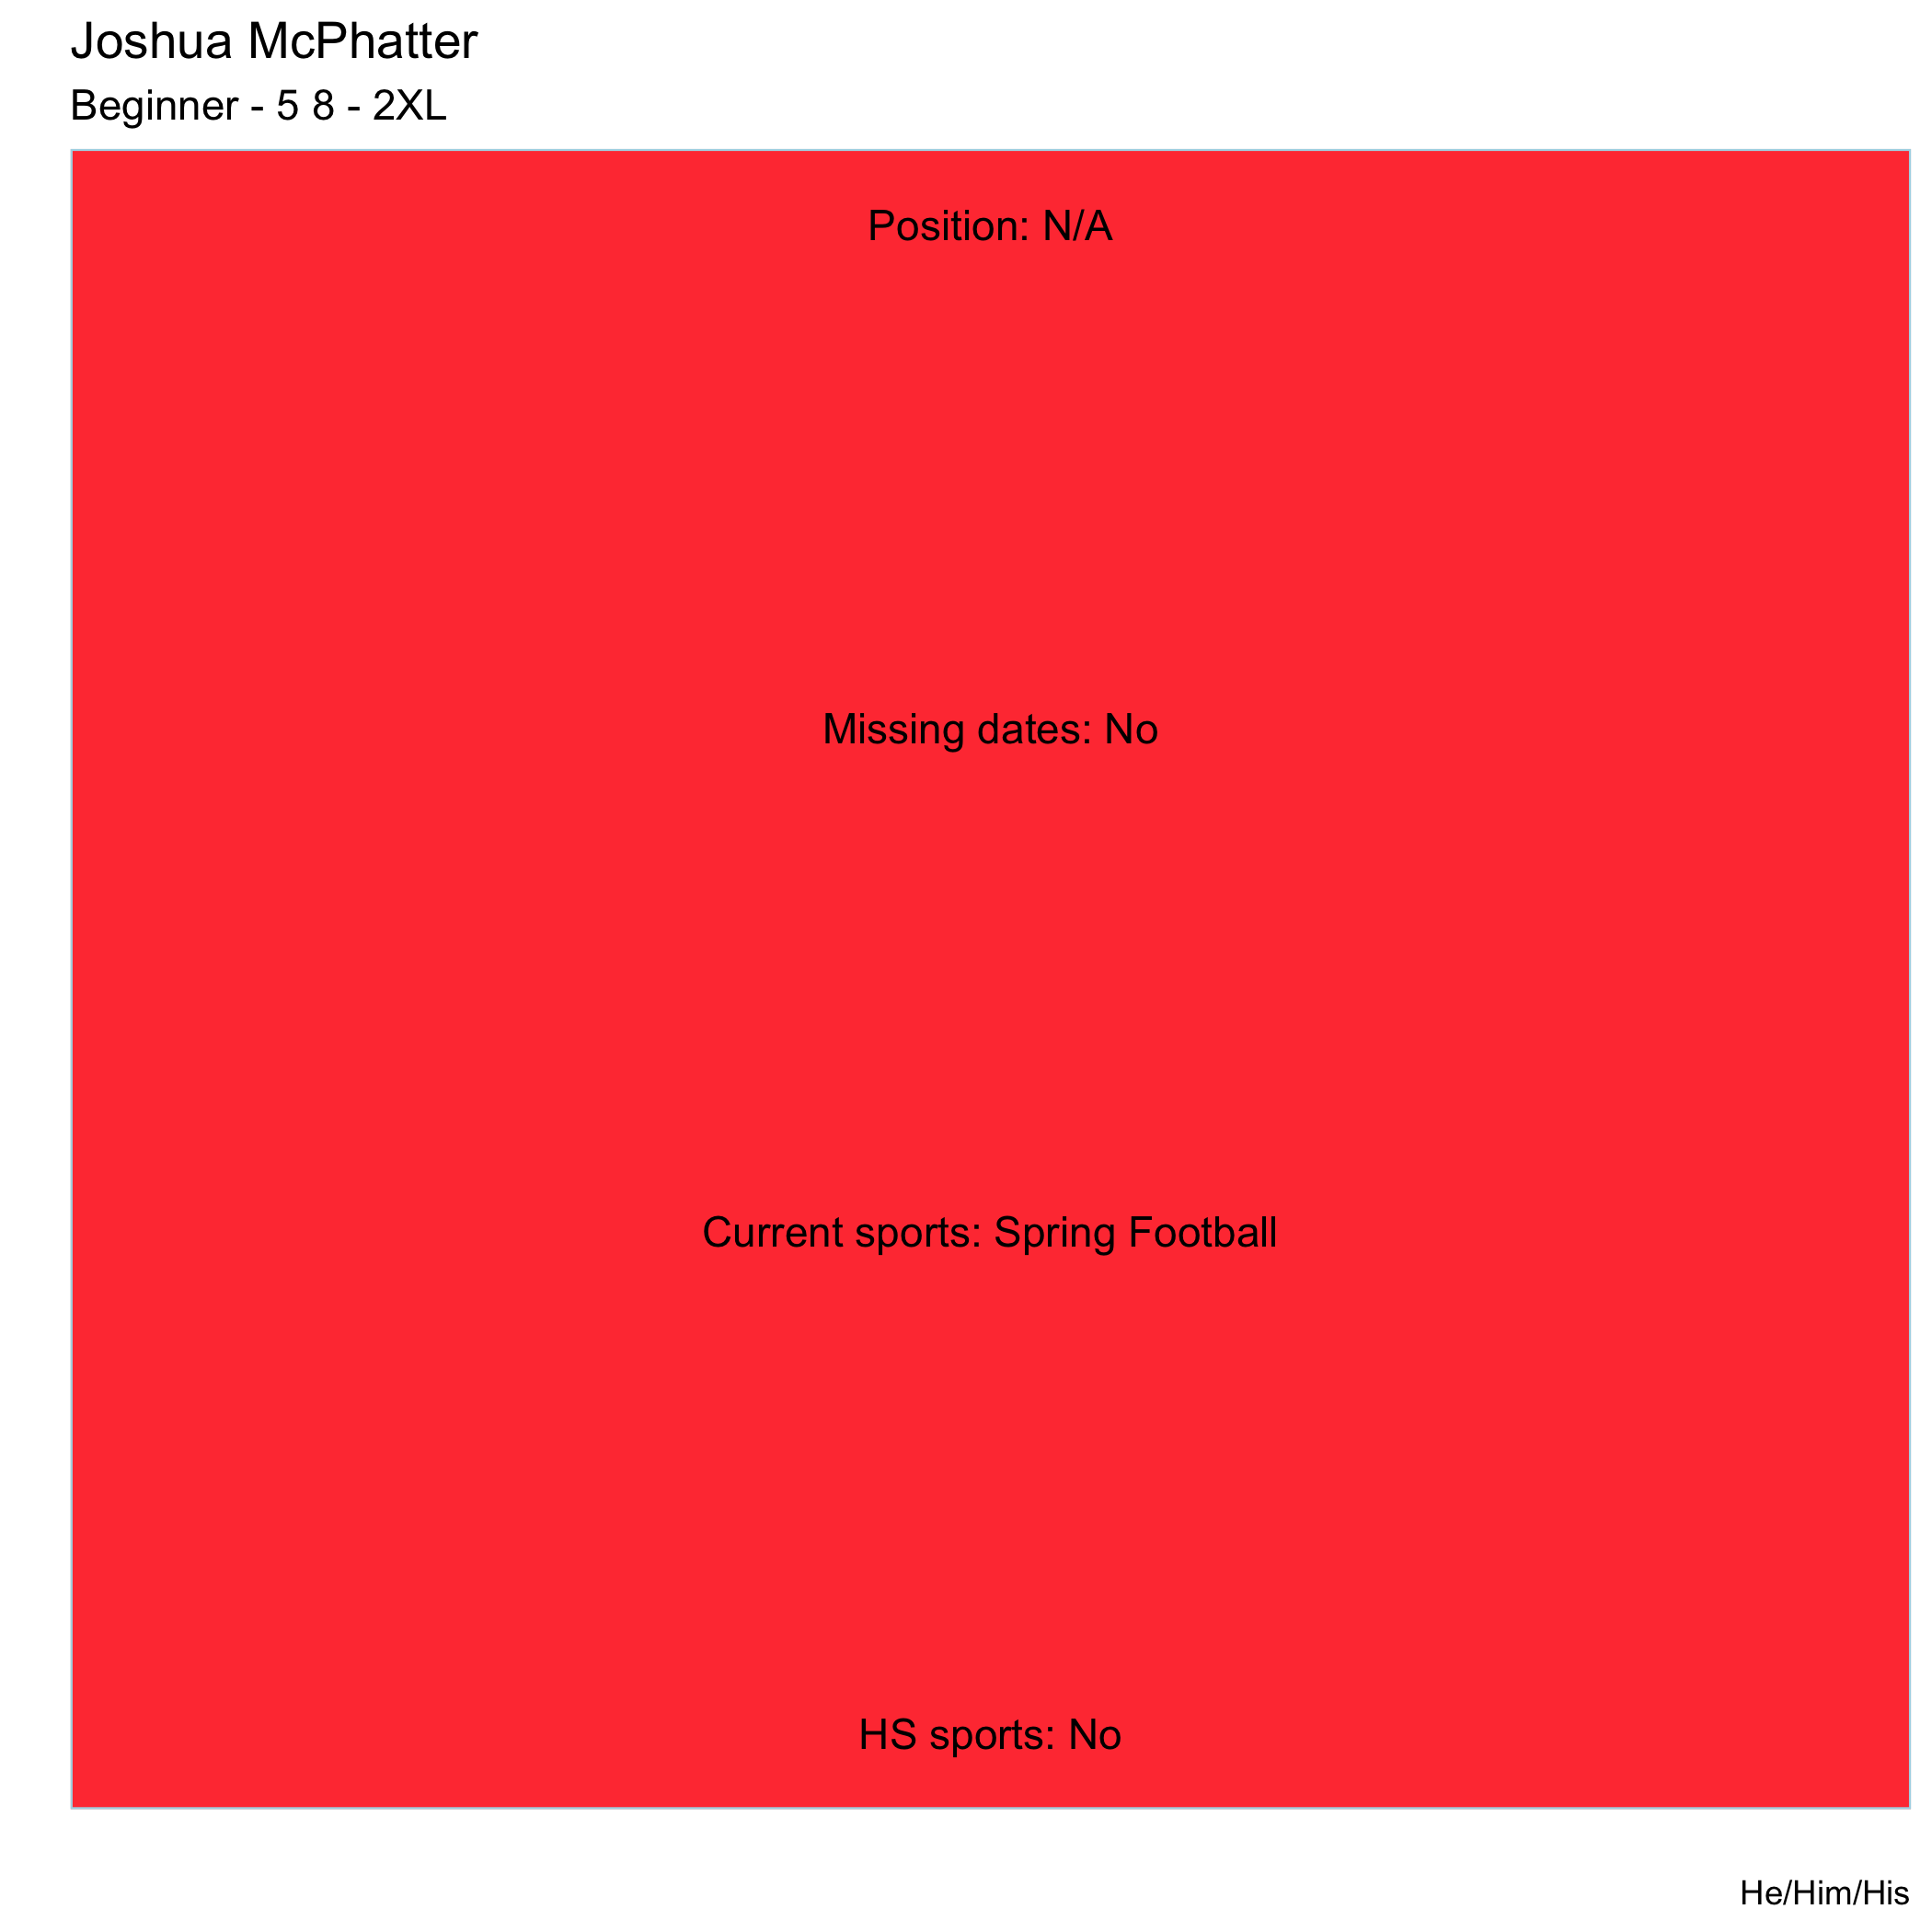 Joshua McPhatter
Beginner - 5 8 - 2XL
Position: N/A
Missing dates: No
Current sports: Spring Football
HS sports: No
He/Him/His